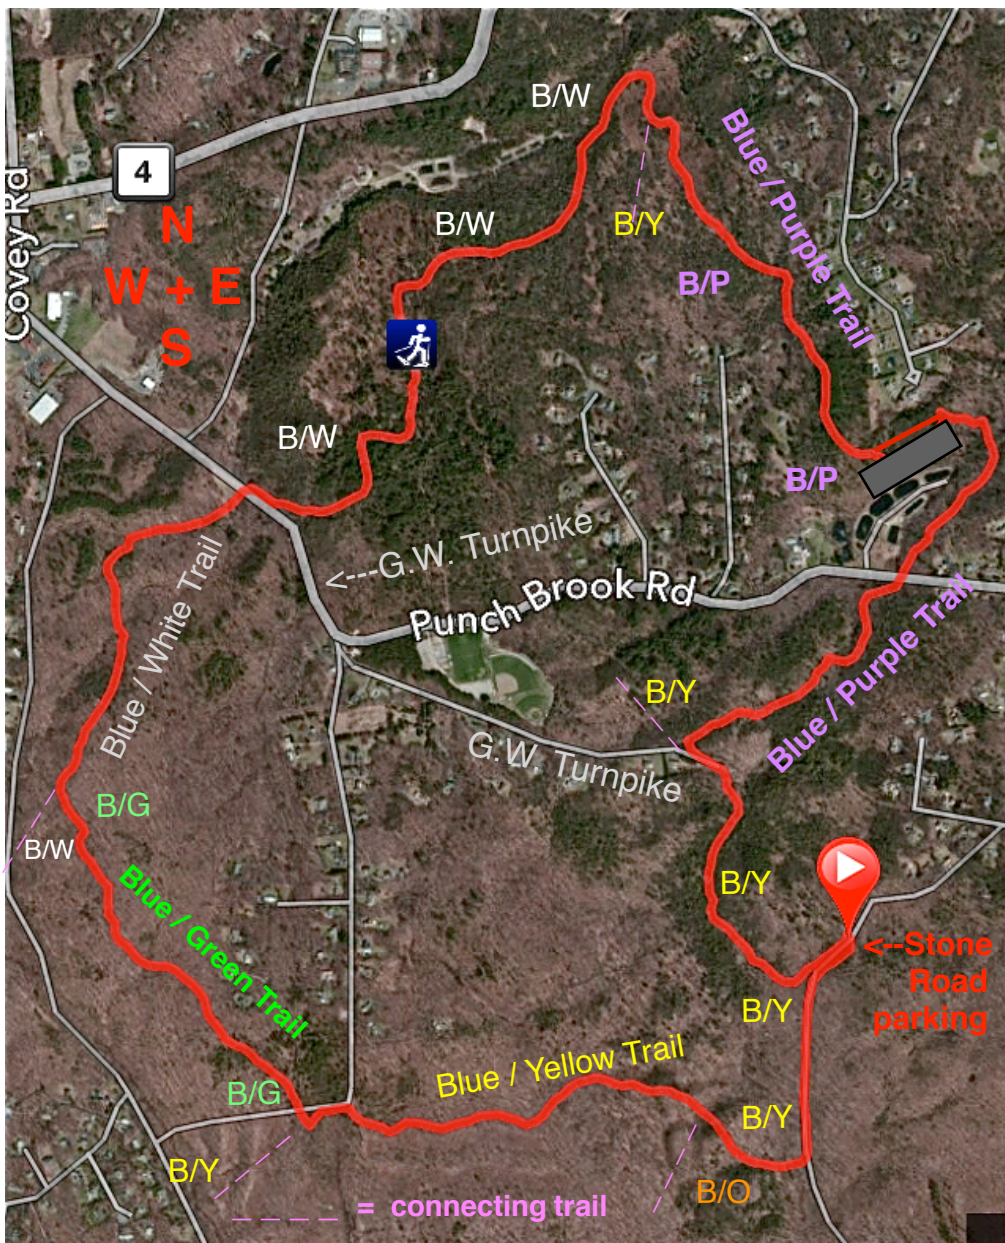 B/W
Blue / Purple Trail
4
Covey Rd
N
W + E
S
B/W
B/Y
B/P
B/W
B/P
<---G.W. Turnpike
Punch Brook Rd
Blue / White Trail
Blue / Purple Trail
B/Y
G.W. Turnpike
B/G
B/W
Blue / Green Trail
B/Y
<--Stone
Road
parking
B/Y
Blue / Yellow Trail
B/G
B/Y
B/Y
B/O
= connecting trail